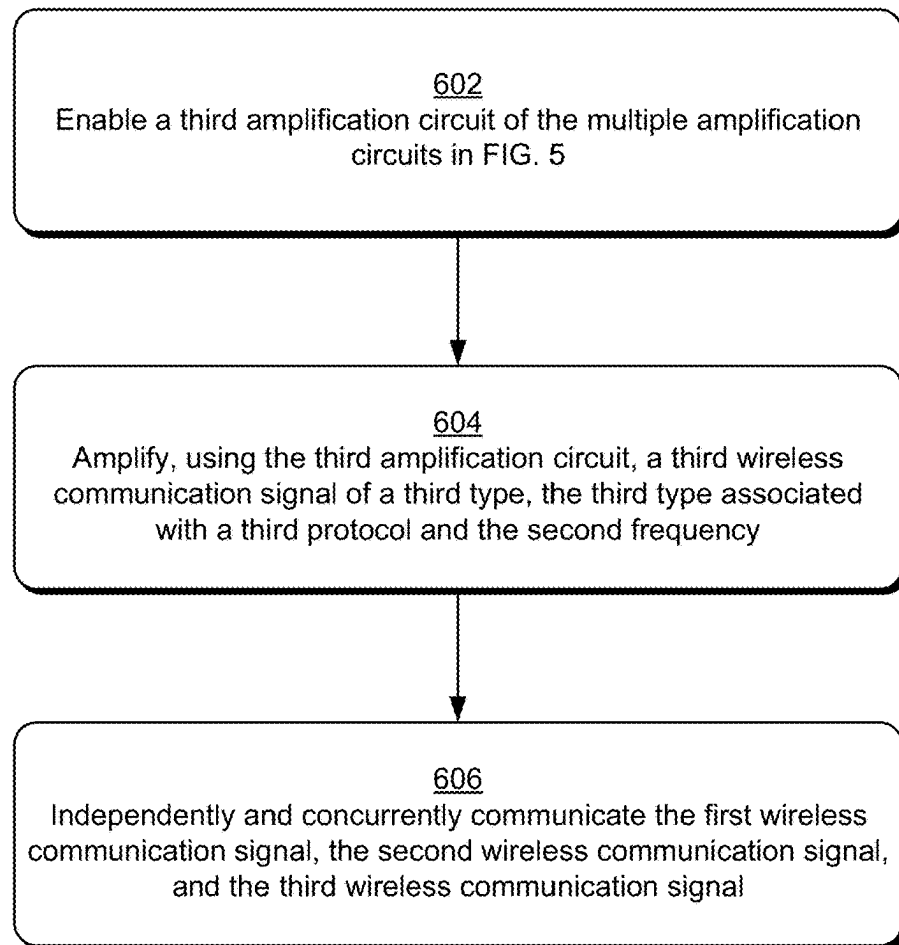 602
Enable a third amplification circuit of the multiple amplification
circuits in FIG. 5
604
Amplify, using the third amplification circuit, a third wireless
communication signal of a third type, the third type associated
with a third protocol and the second frequency
606
Independently and concurrently communicate the first wireless
communication signal, the second wireless communication signal,
and the third wireless communication signal